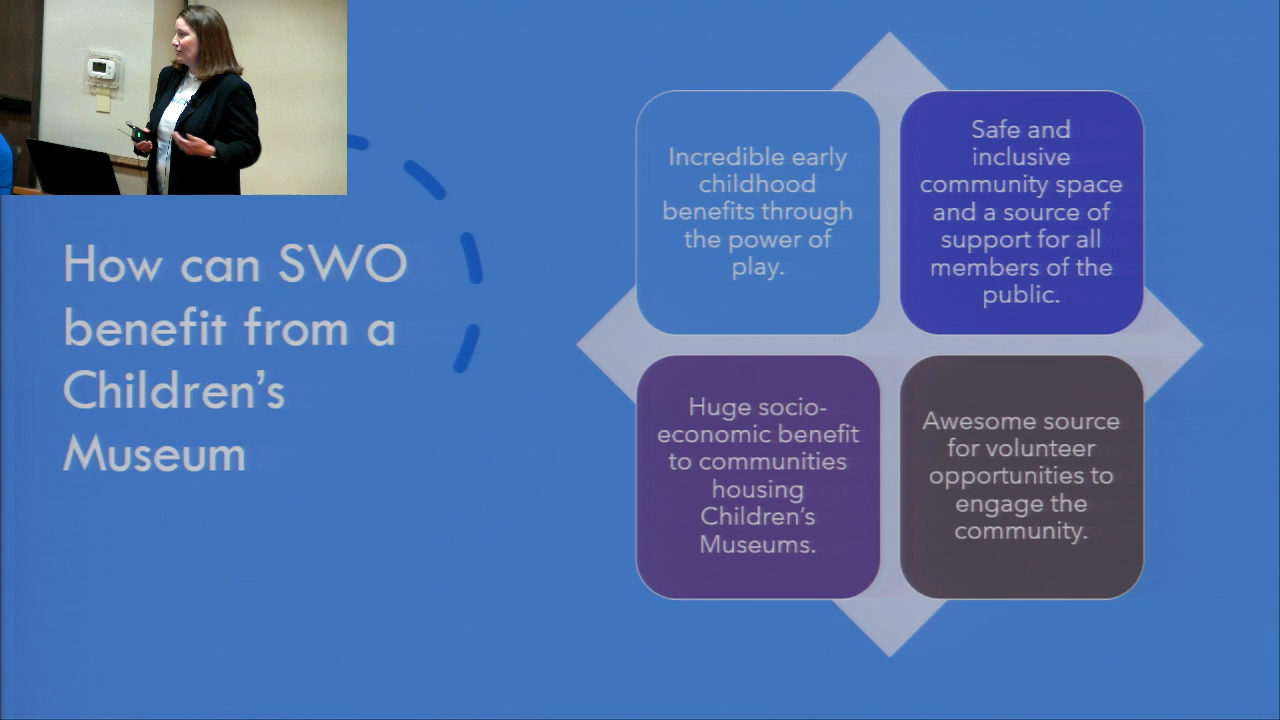 How can SWO
benefit from a
Children's
Museum
Incredible early
childhood
benefits through
the power of
play.
Safe and
inclusive
community space
and a source of
support for all
members of the
public.
Huge socio-
economic benefit
to communities
housing
Children's
Museums.
Awesome source
for volunteer
opportunities to
engage the
community.